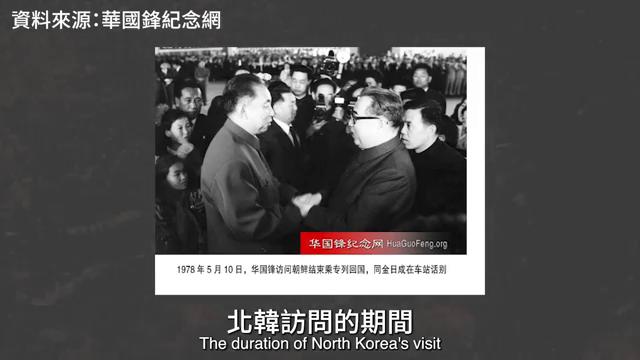 資料來源：華國鋒紀念網
华国锋纪念网 HuaGuoFeng.org
1978 年 5 月 10 日，华国锋访问朝鲜结束乘专列回国，同金日成在车站话别
北韓訪問的期間
The duration of North Korea's visit